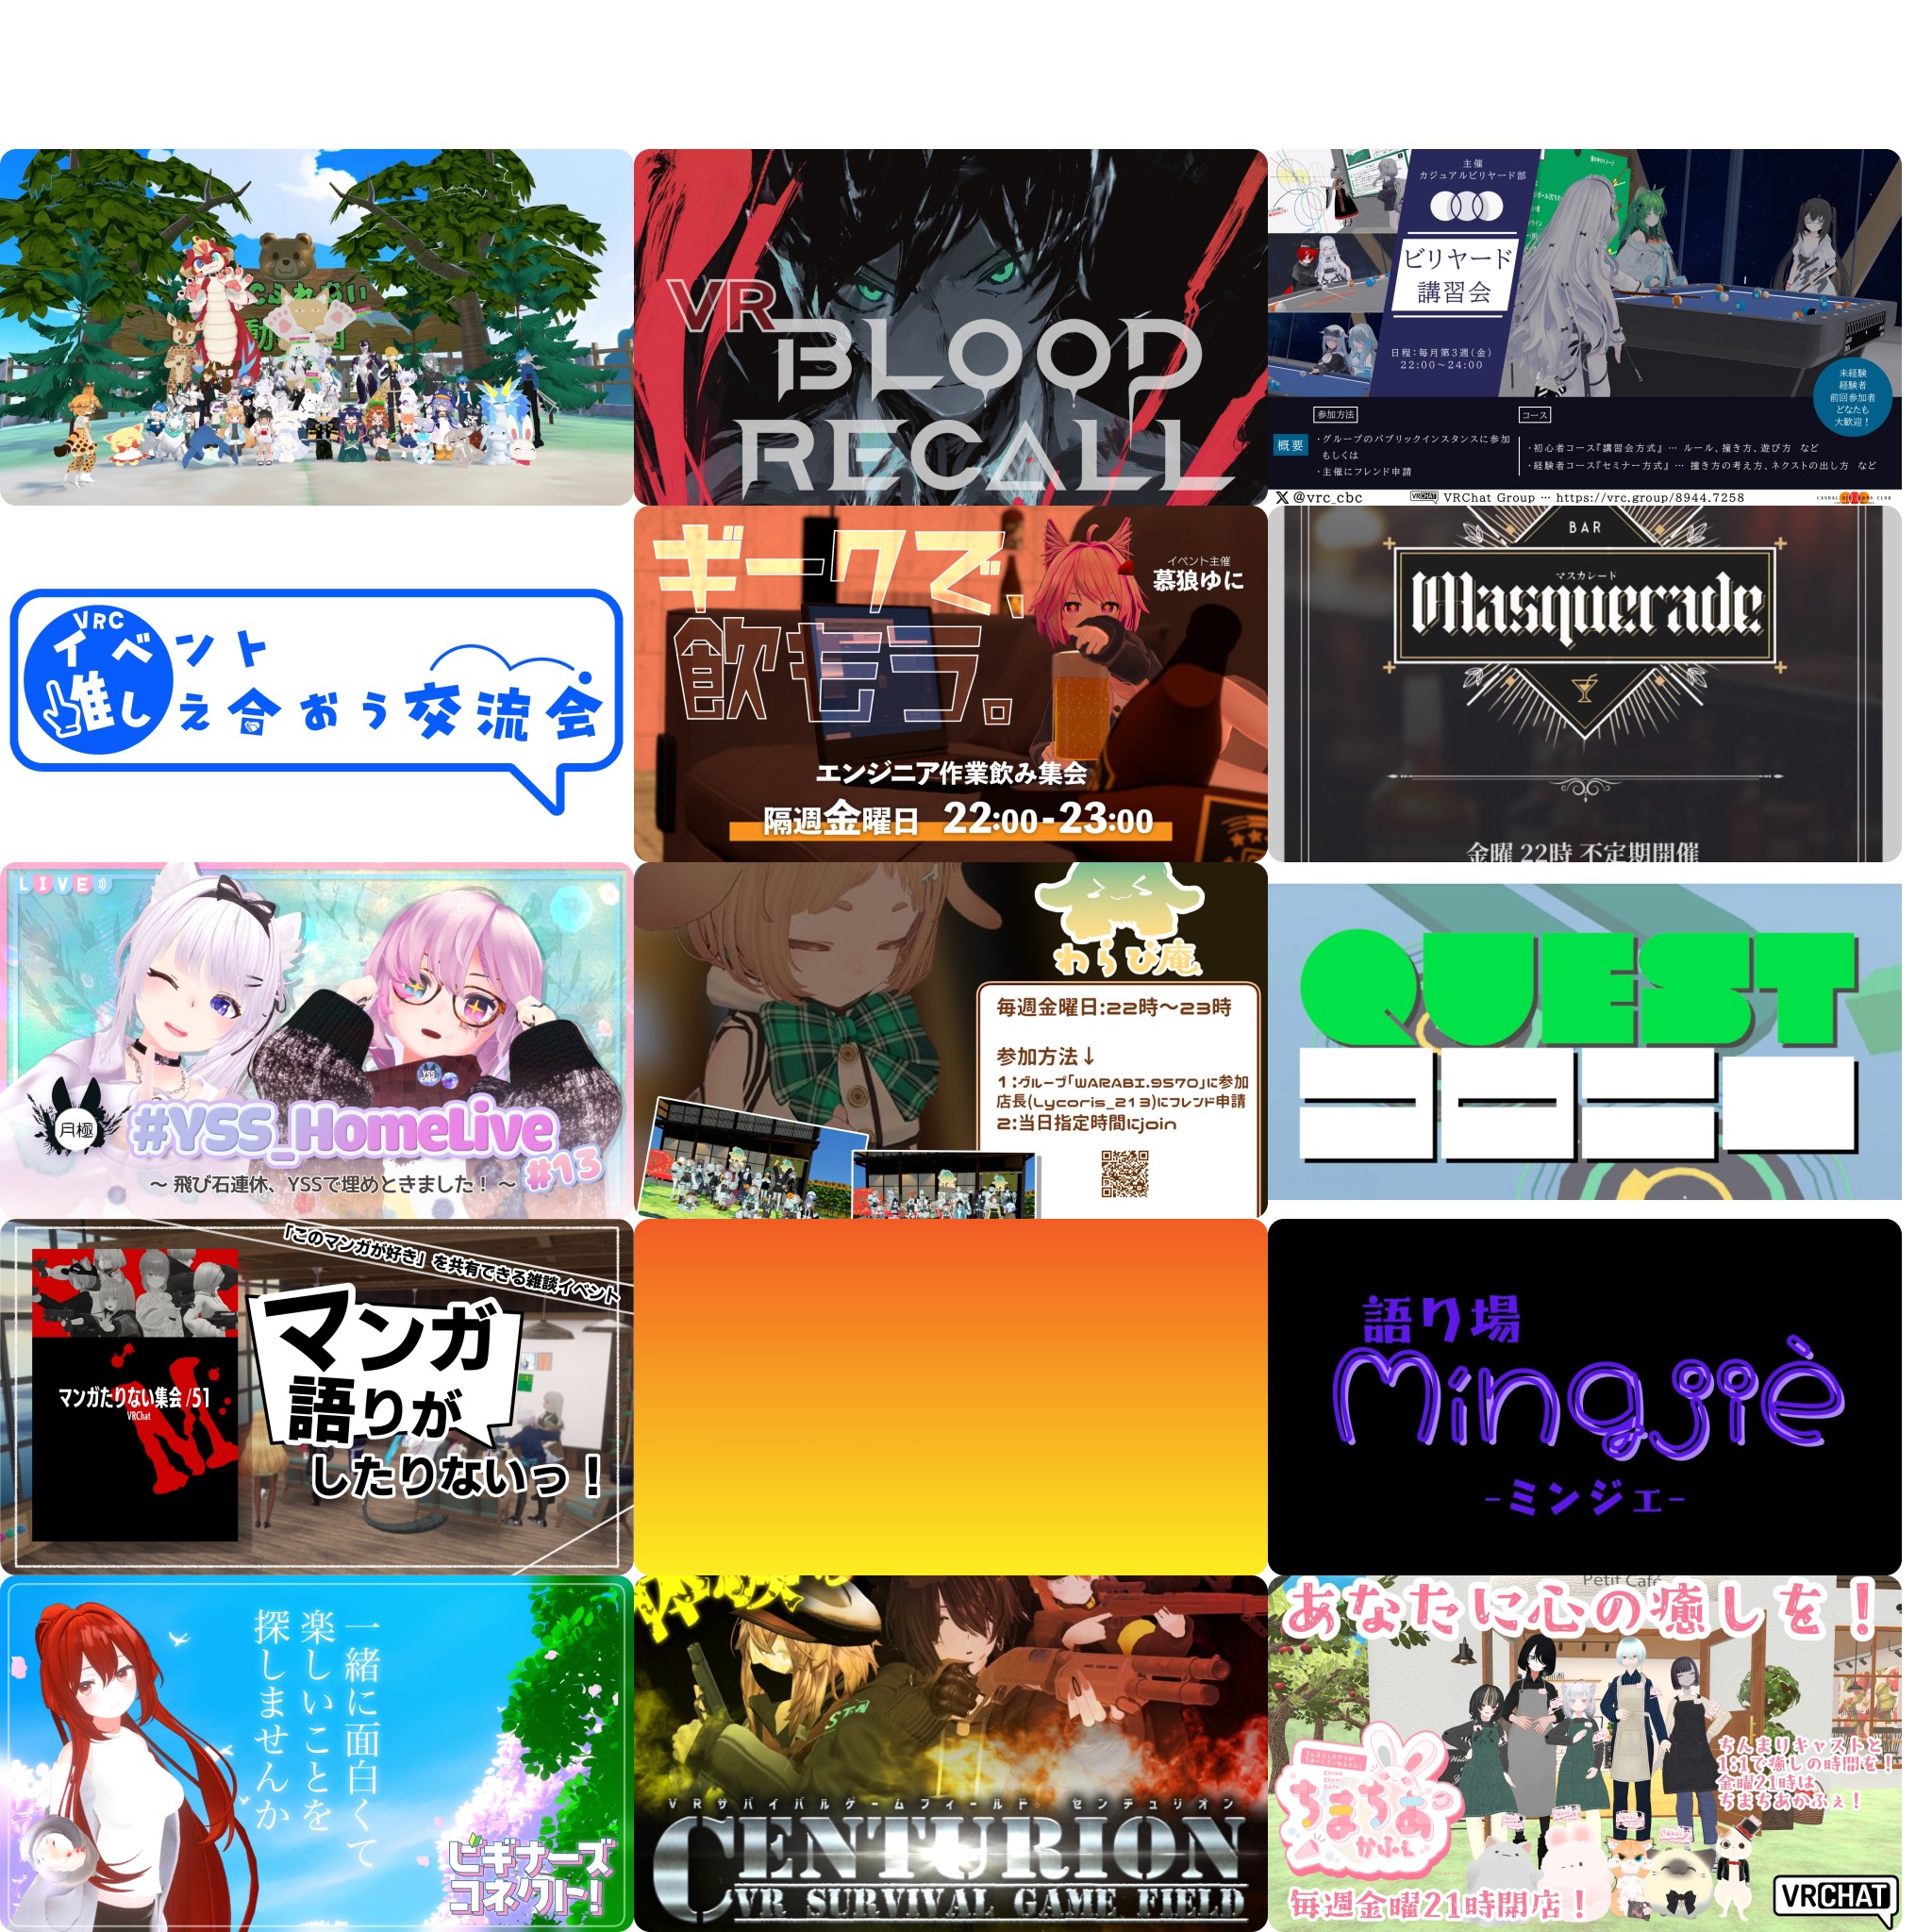 ふれあい
動 園
VR
BLOOD
RECALL
主催
カジュアルビリヤード部
ビリヤード
講習会
日程：毎月第3週(金)
22:00〜24:00
未経験
経験者
前回参加者
どなたも
大歓迎！
概要
参加方法
・グループのパブリックインスタンスに参加
もしくは
・主催にフレンド申請
コース
・初心者コース『講習会方式』 … ルール、撞き方、遊び方 など
・経験者コース『セミナー方式』 … 撞き方の考え方、ネクストの出し方 など
@vrc_cbc
VRCHAT
VRChat Group … https://vrc.group/8944.7258
VRC
イベント
推し え合おう交流会
ギークで、
飲もう。
イベント主催
慕狼ゆに
エンジニア作業飲み集会
隔週金曜日 22:00-23:00
BAR
マスカレード
Masquerade
金曜 22時 不定期開催
LIVE
月極
#YSS_HomeLive
#13
〜 飛び石連休、YSSで埋めときました！ 〜
わらび庵
毎週金曜日:22時〜23時
参加方法↓
1:グループ「WARABI.9570」に参加
店長(Lycoris_213)にフレンド申請
2:当日指定時間にjoin
QUEST
コロニー
「このマンガが好き」を共有できる雑談イベント
マンガたりない集会 /51
VRChat
M
マンガ
語りが
したりないっ！
語り場
Mingjiè
-ミンジェ-
一緒に面白くて
楽しいことを
探しませんか
ビギナーズ
コネクト!
STA
VRサバイバルゲームフィールド センチュリオン
CENTURION
VR SURVIVAL GAME FIELD
Petit Café
あなたに心の癒しを！
ちんまりキャストと
1:1で癒しの時間を！
金曜21時は
ちまちあかふぇ！
ちまちあ
かふぇ
毎週金曜21時開店！
VRCHAT